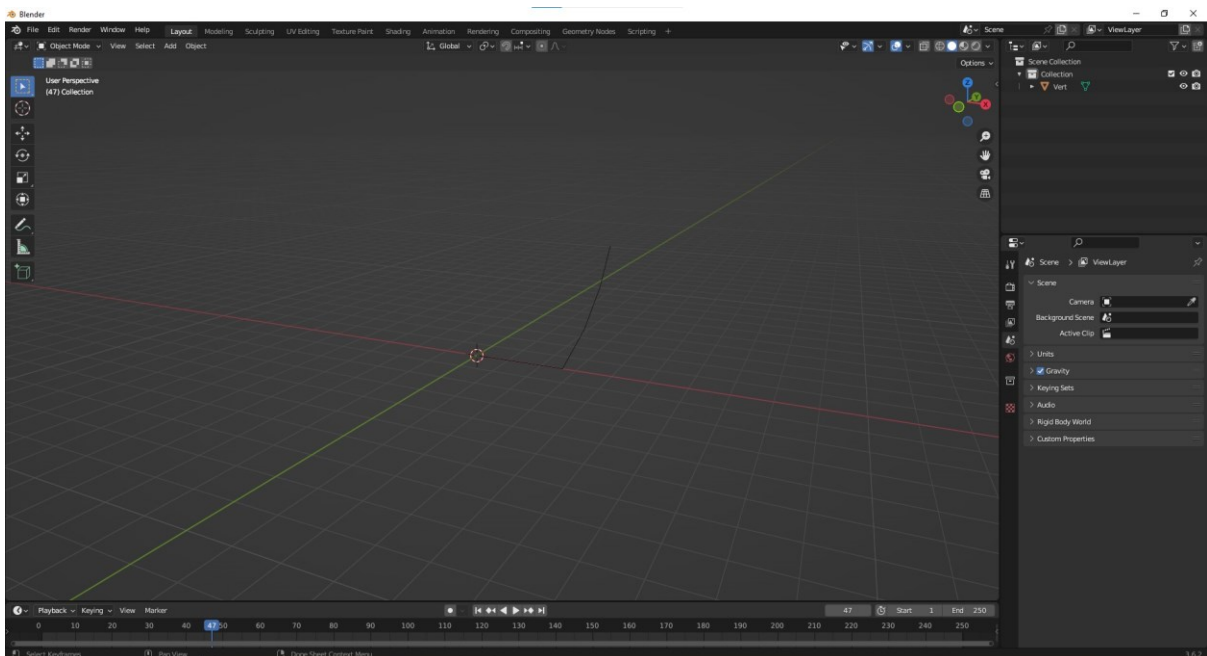 Blender
File Edit Render Window Help Layout Modeling Sculpting UV Editing Texture Paint Shading Animation Rendering Compositing Geometry Nodes Scripting + Scene ViewLayer
Object Mode View Select Add Object Global
Options
User Perspective
(47) Collection
Z
Y
X
Scene Collection
Collection
Vert
Scene > ViewLayer
Scene
Camera
Background Scene
Active Clip
Units
Gravity
Keying Sets
Audio
Rigid Body World
Custom Properties
Playback Keying View Marker 47 Start 1 End 250
0 10 20 30 40 47 50 60 70 80 90 100 110 120 130 140 150 160 170 180 190 200 210 220 230 240 250
Select Keyframes Pan View Dope Sheet Context Menu 3.6.2